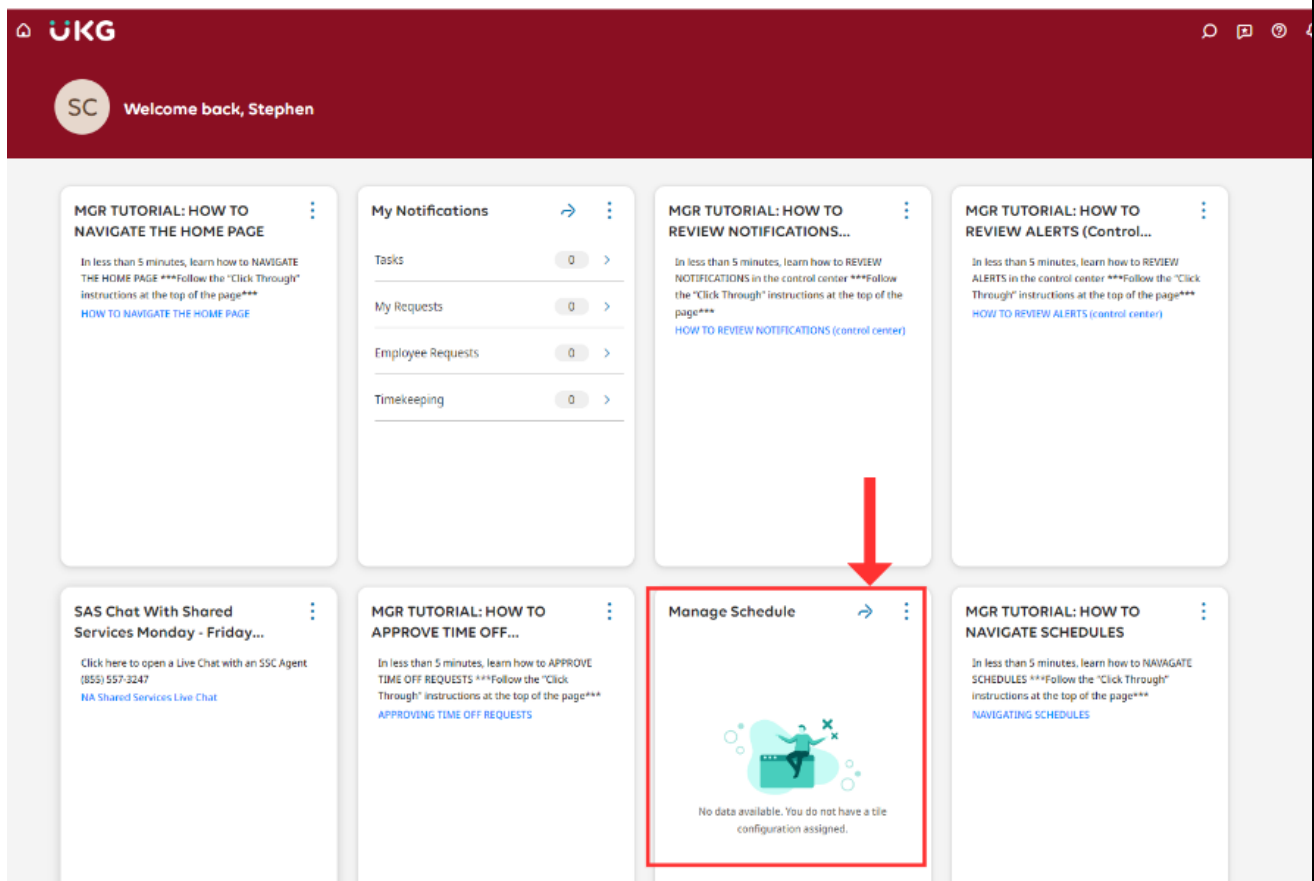 UKG
SC
Welcome back, Stephen
MGR TUTORIAL: HOW TO
NAVIGATE THE HOME PAGE
In less than 5 minutes, learn how to NAVIGATE
THE HOME PAGE ***Follow the "Click Through"
instructions at the top of the page***
HOW TO NAVIGATE THE HOME PAGE
My Notifications
Tasks 0
My Requests 0
Employee Requests 0
Timekeeping 0
MGR TUTORIAL: HOW TO
REVIEW NOTIFICATIONS...
In less than 5 minutes, learn how to REVIEW
NOTIFICATIONS in the control center ***Follow
the "Click Through" instructions at the top of the
page***
HOW TO REVIEW NOTIFICATIONS (control center)
MGR TUTORIAL: HOW TO
REVIEW ALERTS (Control...
In less than 5 minutes, learn how to REVIEW
ALERTS in the control center ***Follow the "Click
Through" instructions at the top of the page***
HOW TO REVIEW ALERTS (control center)
SAS Chat With Shared
Services Monday - Friday...
Click here to open a Live Chat with an SSC Agent
(855) 557-3247
NA Shared Services Live Chat
MGR TUTORIAL: HOW TO
APPROVE TIME OFF...
In less than 5 minutes, learn how to APPROVE
TIME OFF REQUESTS ***Follow the "Click
Through" instructions at the top of the page***
APPROVING TIME OFF REQUESTS
Manage Schedule
No data available. You do not have a tile
configuration assigned.
MGR TUTORIAL: HOW TO
NAVIGATE SCHEDULES
In less than 5 minutes, learn how to NAVAGATE
SCHEDULES ***Follow the "Click Through"
instructions at the top of the page***
NAVIGATING SCHEDULES